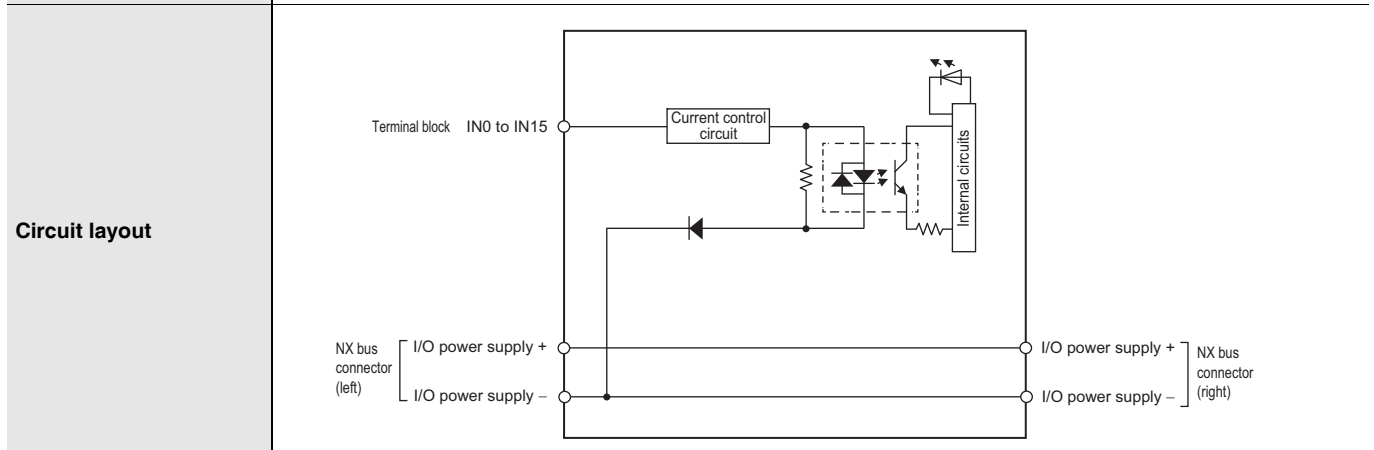 Circuit layout
Terminal block IN0 to IN15
Current control
circuit
Internal circuits
NX bus
connector
(left)
I/O power supply +
I/O power supply −
I/O power supply +
I/O power supply −
NX bus
connector
(right)